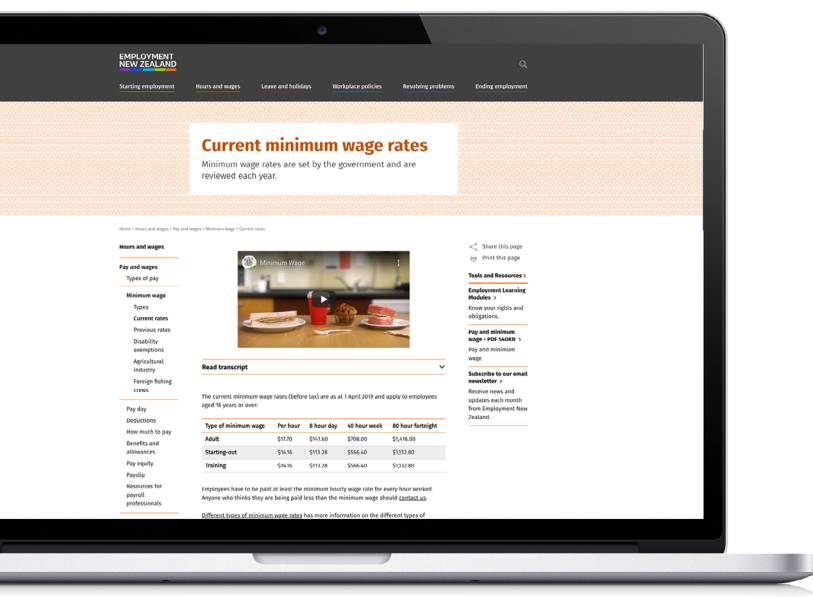 EMPLOYMENT
NEW ZEALAND
Starting employment
Hours and wages
Leave and holidays
Workplace policies
Resolving problems
Ending employment
Current minimum wage rates
Minimum wage rates are set by the government and are
reviewed each year.
Home > Hours and wages > Pay and wages > Minimum wage > Current rates
Hours and wages
Pay and wages
Types of pay
Minimum wage
Types
Current rates
Previous rates
Disability
exemptions
Agricultural
industry
Foreign fishing
crews
Pay day
Deductions
How much to pay
Benefits and
allowances
Pay equity
Payslip
Resources for
payroll
professionals
Minimum Wage
Read transcript
The current minimum wage rates (before tax) are as at 1 April 2019 and apply to employees
aged 16 years or over:
Type of minimum wage Per hour 8 hour day 40 hour week 80 hour fortnight
Adult $17.70 $141.60 $708.00 $1,416.00
Starting-out $14.16 $113.28 $566.40 $1,132.80
Training $14.16 $113.28 $566.40 $1,132.80
Employees have to be paid at least the minimum hourly wage rate for every hour worked.
Anyone who thinks they are being paid less than the minimum wage should contact us.
Different types of minimum wage rates has more information on the different types of
Share this page
Print this page
Tools and Resources >
Employment Learning
Modules >
Know your rights and
obligations.
Pay and minimum
wage - PDF 540KB >
Pay and minimum
wage
Subscribe to our email
newsletter >
Receive news and
updates each month
from Employment New
Zealand.